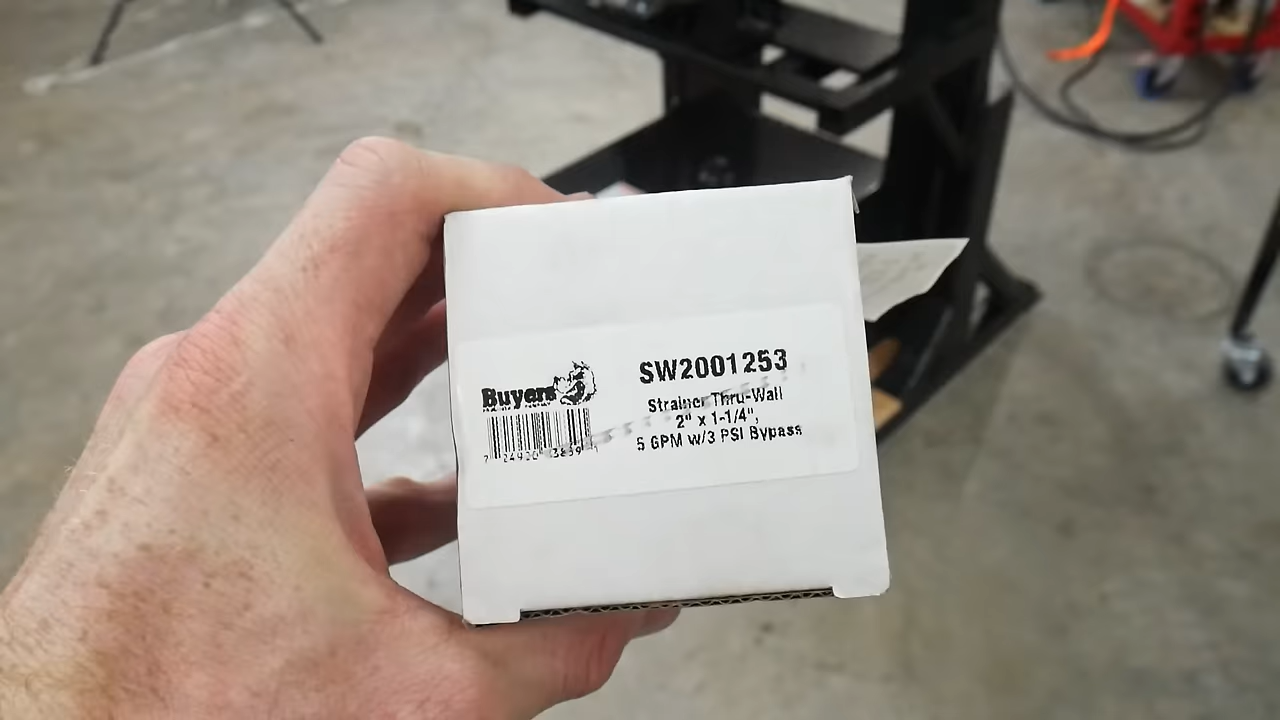 Buyers
SW2001253
Strainer Thru-Wall
2" x 1-1/4",
5 GPM w/3 PSI Bypass